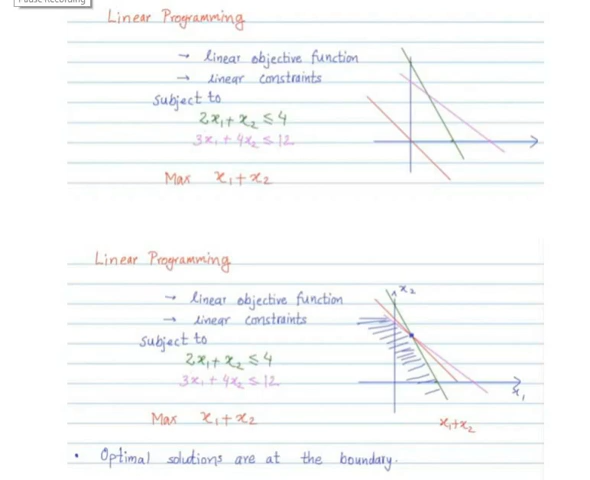 Pause Recording
Linear Programming
→ linear objective function
→ linear constraints
subject to
2x₁ + x₂ ≤ 4
3x₁ + 4x₂ ≤ 12
Max x₁ + x₂
Linear Programming
→ linear objective function
→ linear constraints
subject to
2x₁ + x₂ ≤ 4
3x₁ + 4x₂ ≤ 12
Max x₁ + x₂
x₂
x₁
x₁+x₂
• Optimal solutions are at the boundary.